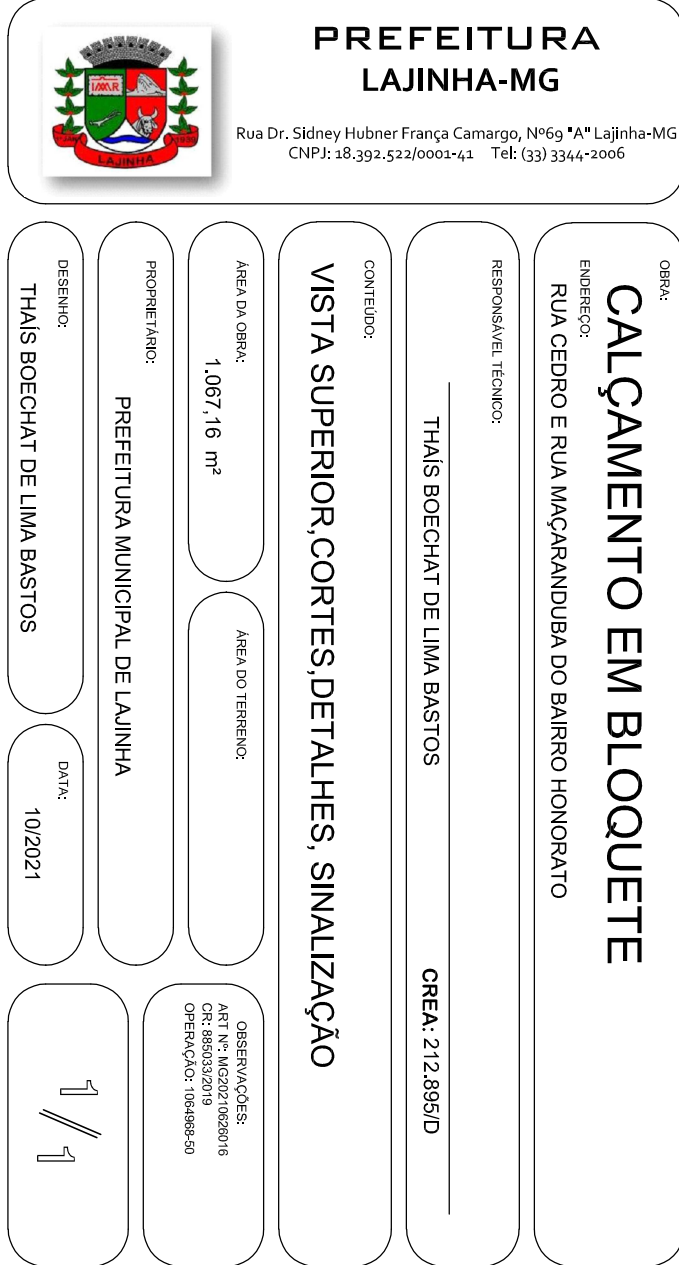 PREFEITURA
LAJINHA-MG
Rua Dr. Sidney Hubner França Camargo, Nº69 "A" Lajinha-MG
CNPJ: 18.392.522/0001-41 Tel: (33) 3344-2006
LAJINHA
OBRA:
CALÇAMENTO EM BLOQUETE
ENDEREÇO:
RUA CEDRO E RUA MAÇARANDUBA DO BAIRRO HONORATO
RESPONSÁVEL TÉCNICO:
THAÍS BOECHAT DE LIMA BASTOS CREA: 212.895/D
CONTEÚDO:
VISTA SUPERIOR,CORTES,DETALHES, SINALIZAÇÃO
ÁREA DA OBRA:
1.067,16 m²
ÁREA DO TERRENO:
OBSERVAÇÕES:
ART Nº: MG20210626016
CR: 885033/2019
OPERAÇÃO: 1064968-50
PROPRIETÁRIO:
PREFEITURA MUNICIPAL DE LAJINHA
DESENHO:
THAÍS BOECHAT DE LIMA BASTOS
DATA:
10/2021
1/1